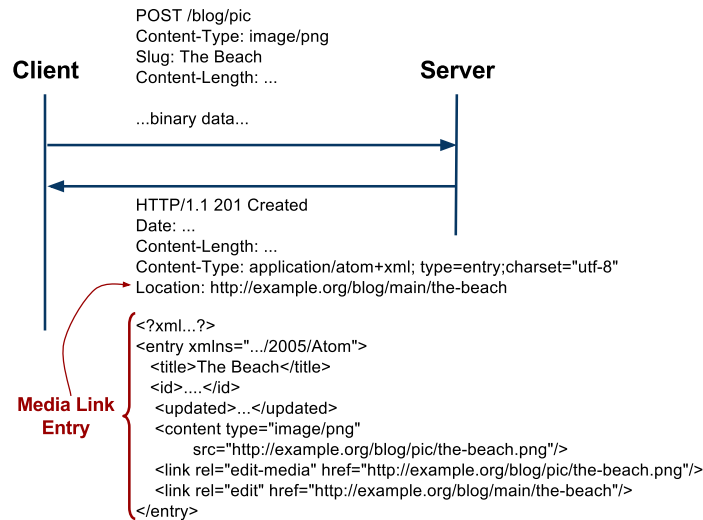 POST /blog/pic
Content-Type: image/png
Slug: The Beach
Content-Length: ...
Client
Server
...binary data...
HTTP/1.1 201 Created
Date: ...
Content-Length: ...
Content-Type: application/atom+xml; type=entry;charset="utf-8"
Location: http://example.org/blog/main/the-beach
<?xml...?>
<entry xmlns=".../2005/Atom">
<title>The Beach</title>
<id>....</id>
<updated>...</updated>
<content type="image/png"
src="http://example.org/blog/pic/the-beach.png"/>
<link rel="edit-media" href="http://example.org/blog/pic/the-beach.png"/>
<link rel="edit" href="http://example.org/blog/main/the-beach"/>
</entry>
Media Link
Entry